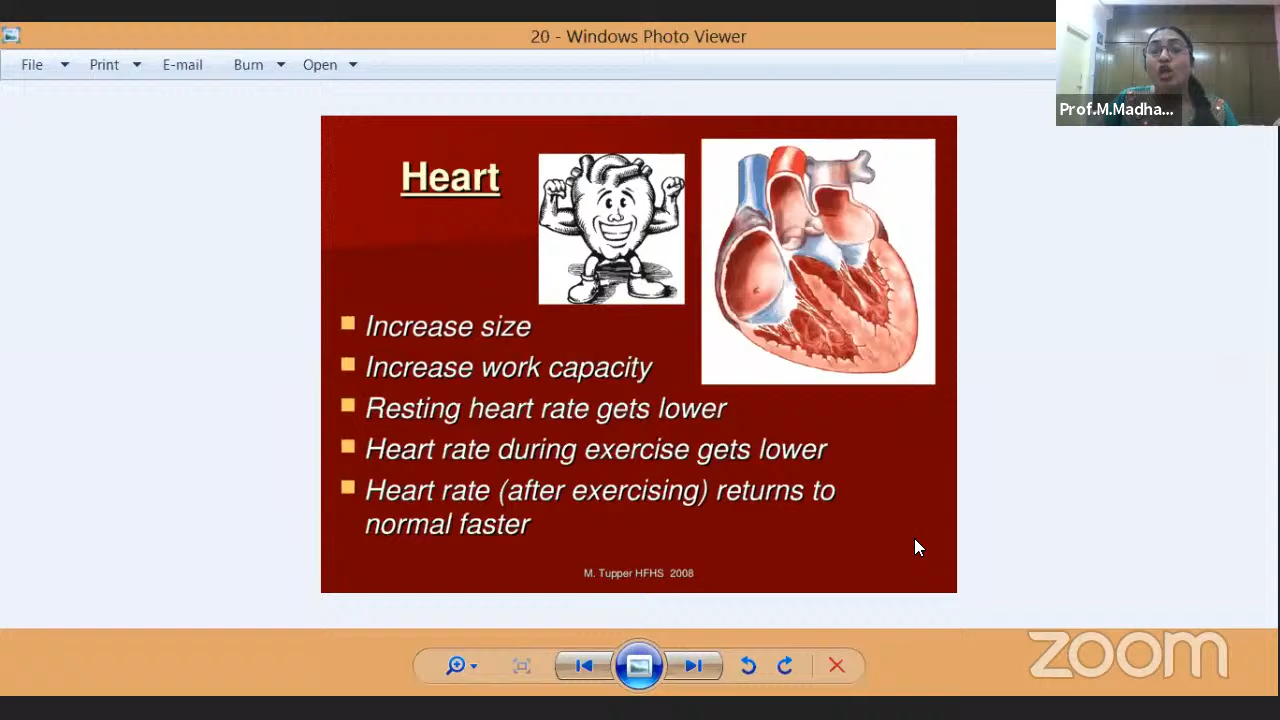 20 - Windows Photo Viewer
File
Print
E-mail
Burn
Open
Prof.M.Madha...
Heart
Increase size
Increase work capacity
Resting heart rate gets lower
Heart rate during exercise gets lower
Heart rate (after exercising) returns to
normal faster
M. Tupper HFHS 2008
zoom